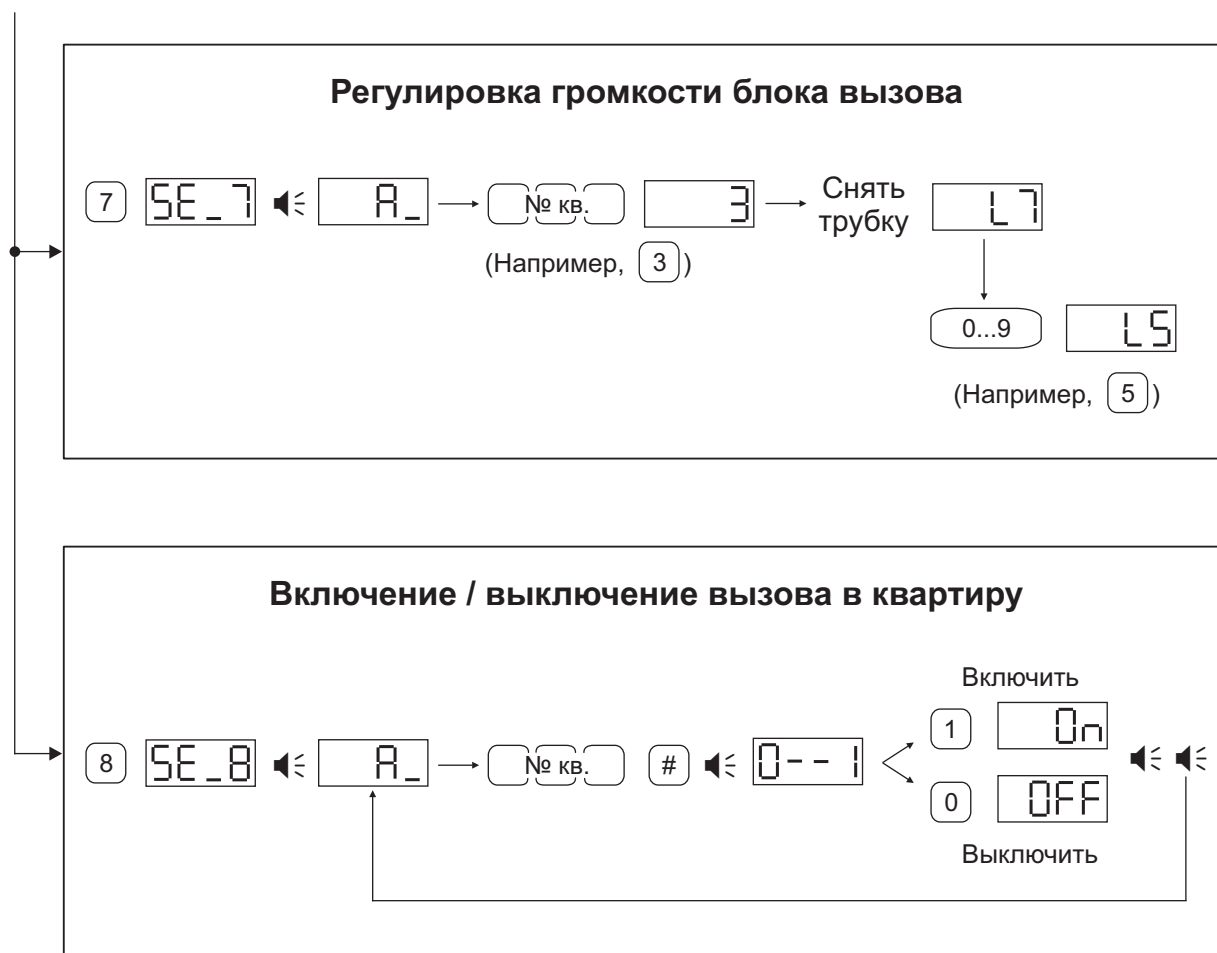 Регулировка громкости блока вызова
7 SE_7 A_ № кв. 3 Снять трубку L7
(Например, 3)
0...9 L5
(Например, 5)
Включение / выключение вызова в квартиру
Включить
8 SE_8 A_ № кв. # 0--1 1 On
0 OFF
Выключить